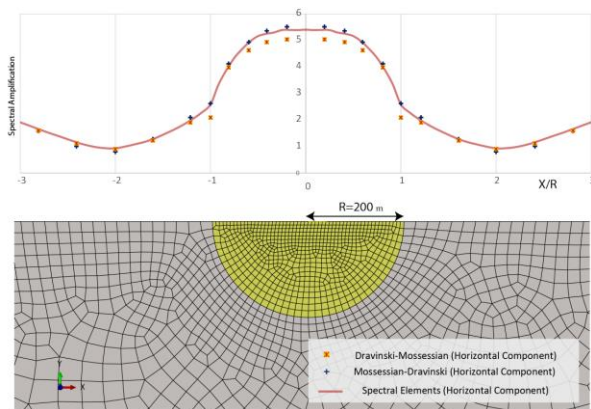 6
5
4
3
2
1
0
Spectral Amplification
-3 -2 -1 0 1 2 3
X/R
R=200 m
Dravinski-Mossessian (Horizontal Component)
Mossessian-Dravinski (Horizontal Component)
Spectral Elements (Horizontal Component)
Y
X